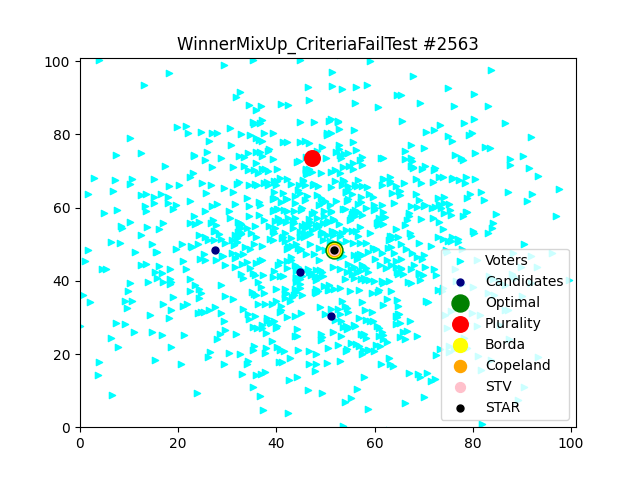 WinnerMixUp_CriteriaFailTest #2563
100
80
60
40
20
0
0 20 40 60 80 100
Voters
Candidates
Optimal
Plurality
Borda
Copeland
STV
STAR